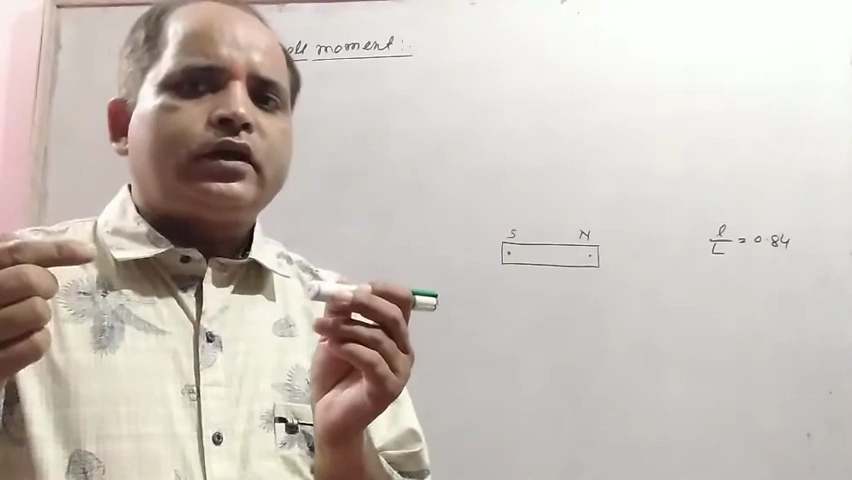 moment :-
S N
l/L = 0.84